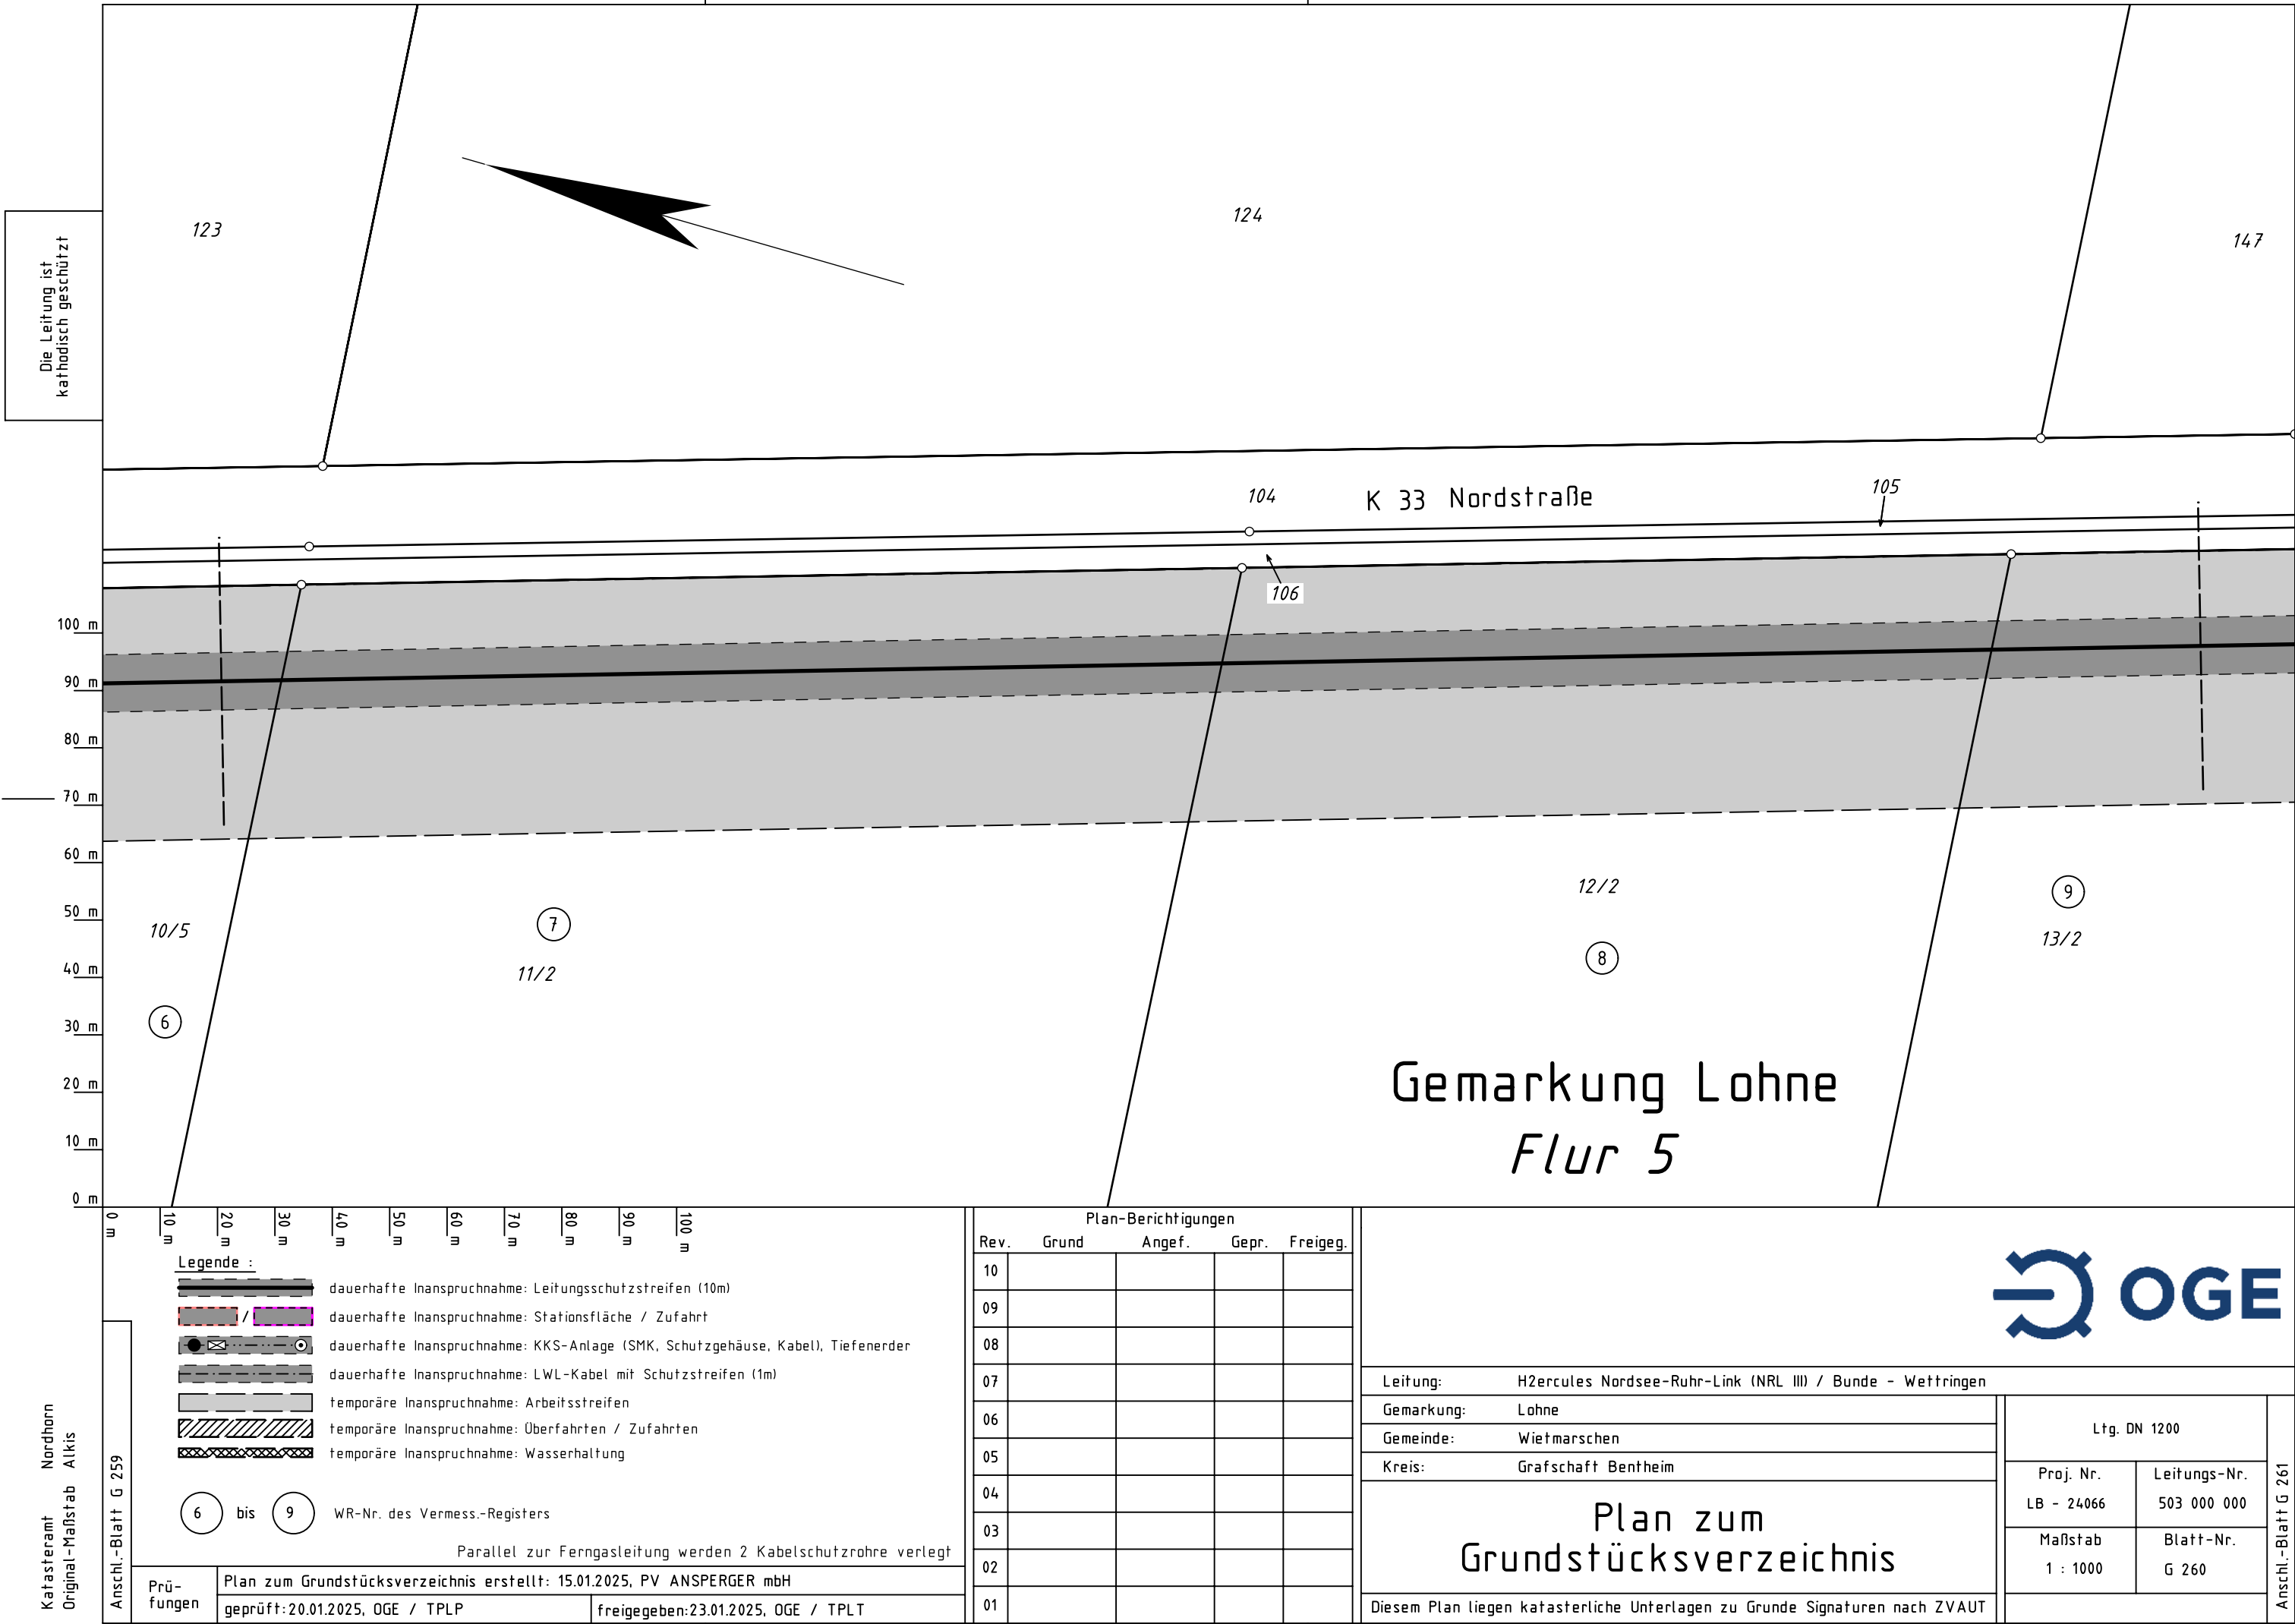 123
124
147
Die Leitung ist
kathodisch geschützt
104
K 33 Nordstraße
105
106
100 m
90 m
80 m
70 m
60 m
50 m
40 m
30 m
20 m
10 m
0 m
10/5
6
7
11/2
12/2
8
9
13/2
Gemarkung Lohne
Flur 5
0 m
10 m
20 m
30 m
40 m
50 m
60 m
70 m
80 m
90 m
100 m
Legende :
dauerhafte Inanspruchnahme: Leitungsschutzstreifen (10m)
/ dauerhafte Inanspruchnahme: Stationsfläche / Zufahrt
dauerhafte Inanspruchnahme: KKS-Anlage (SMK, Schutzgehäuse, Kabel), Tiefenerder
dauerhafte Inanspruchnahme: LWL-Kabel mit Schutzstreifen (1m)
temporäre Inanspruchnahme: Arbeitsstreifen
temporäre Inanspruchnahme: Überfahrten / Zufahrten
temporäre Inanspruchnahme: Wasserhaltung
6 bis 9 WR-Nr. des Vermess.-Registers
Parallel zur Ferngasleitung werden 2 Kabelschutzrohre verlegt
Katasteramt Nordhorn
Original-Maßstab Alkis
Anschl.-Blatt G 259
Prü-
fungen
Plan zum Grundstücksverzeichnis erstellt: 15.01.2025, PV ANSPERGER mbH
geprüft:20.01.2025, OGE / TPLP
freigegeben:23.01.2025, OGE / TPLT
Plan-Berichtigungen
Rev. Grund Angef. Gepr. Freigeg.
10
09
08
07
06
05
04
03
02
01
OGE
Leitung: H2ercules Nordsee-Ruhr-Link (NRL III) / Bunde - Wettringen
Gemarkung: Lohne
Gemeinde: Wietmarschen
Kreis: Grafschaft Bentheim
Plan zum
Grundstücksverzeichnis
Diesem Plan liegen katasterliche Unterlagen zu Grunde Signaturen nach ZVAUT
Ltg. DN 1200
Proj. Nr. Leitungs-Nr.
LB - 24066 503 000 000
Maßstab Blatt-Nr.
1 : 1000 G 260
Anschl.-Blatt G 261